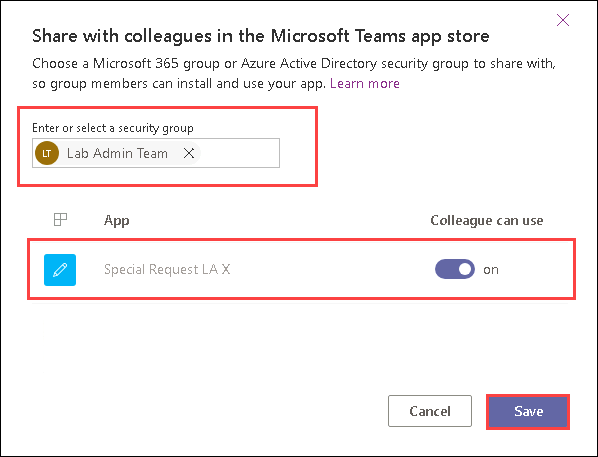 Share with colleagues in the Microsoft Teams app store
Choose a Microsoft 365 group or Azure Active Directory security group to share with,
so group members can install and use your app. Learn more
Enter or select a security group
LT Lab Admin Team
App Colleague can use
Special Request LA X on
Cancel Save